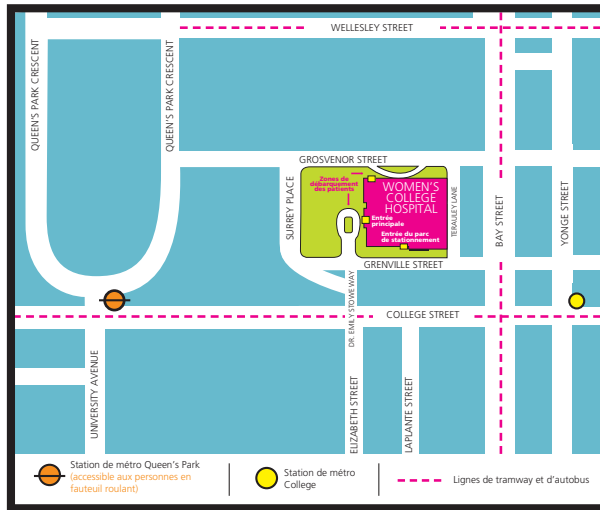 WELLESLEY STREET
QUEEN'S PARK CRESCENT
QUEEN'S PARK CRESCENT
GROSVENOR STREET
Zones de
débarquement
des patients
WOMEN'S
COLLEGE
HOSPITAL
Entrée
principale
Entrée du parc
de stationnement
SURREY PLACE
TERAULEY LANE
BAY STREET
YONGE STREET
GRENVILLE STREET
DR. EMILY STOWE WAY
COLLEGE STREET
UNIVERSITY AVENUE
ELIZABETH STREET
LAPLANTE STREET
Station de métro Queen's Park
(accessible aux personnes en
fauteuil roulant)
Station de métro
College
Lignes de tramway et d'autobus